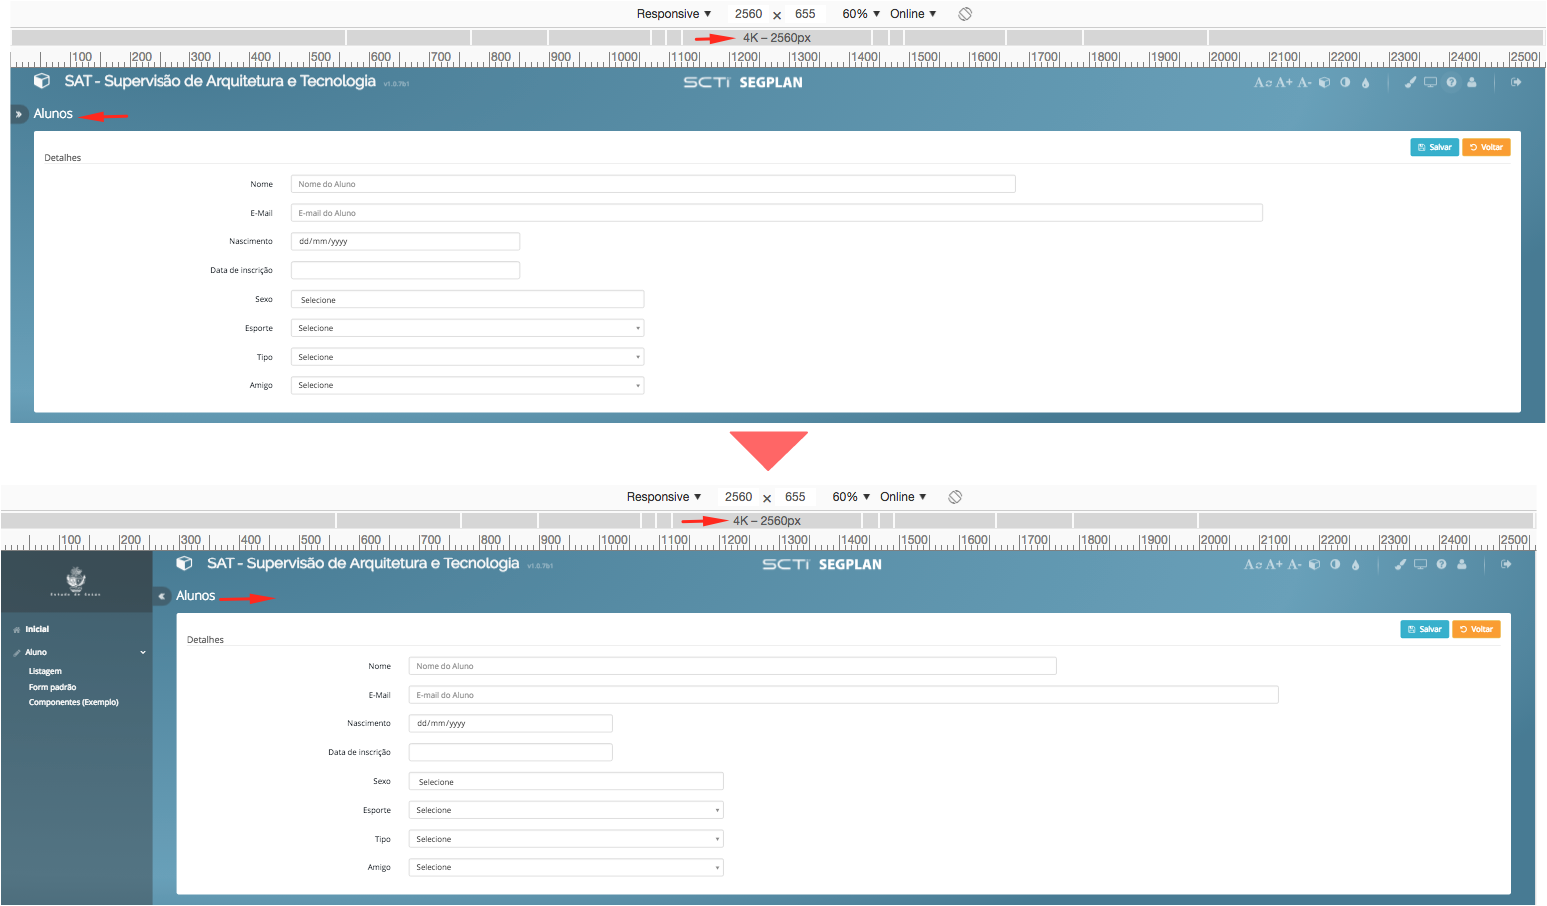 Responsive ▼ 2560 × 655 60% ▼ Online ▼
4K – 2560px
100 200 300 400 500 600 700 800 900 1000 1100 1200 1300 1400 1500 1600 1700 1800 1900 2000 2100 2200 2300 2400 2500
SAT - Supervisão de Arquitetura e Tecnologia v1.0.7b1 SCTi SEGPLAN A A+ A-
» Alunos
Salvar Voltar
Detalhes
Nome Nome do Aluno
E-Mail E-mail do Aluno
Nascimento dd/mm/yyyy
Data de inscrição
Sexo Selecione
Esporte Selecione
Tipo Selecione
Amigo Selecione
Responsive ▼ 2560 × 655 60% ▼ Online ▼
4K – 2560px
100 200 300 400 500 600 700 800 900 1000 1100 1200 1300 1400 1500 1600 1700 1800 1900 2000 2100 2200 2300 2400 2500
SAT - Supervisão de Arquitetura e Tecnologia v1.0.7b1 SCTi SEGPLAN A A+ A-
Estado de Goiás
« Alunos
Inicial
Aluno
Listagem
Form padrão
Componentes (Exemplo)
Salvar Voltar
Detalhes
Nome Nome do Aluno
E-Mail E-mail do Aluno
Nascimento dd/mm/yyyy
Data de inscrição
Sexo Selecione
Esporte Selecione
Tipo Selecione
Amigo Selecione